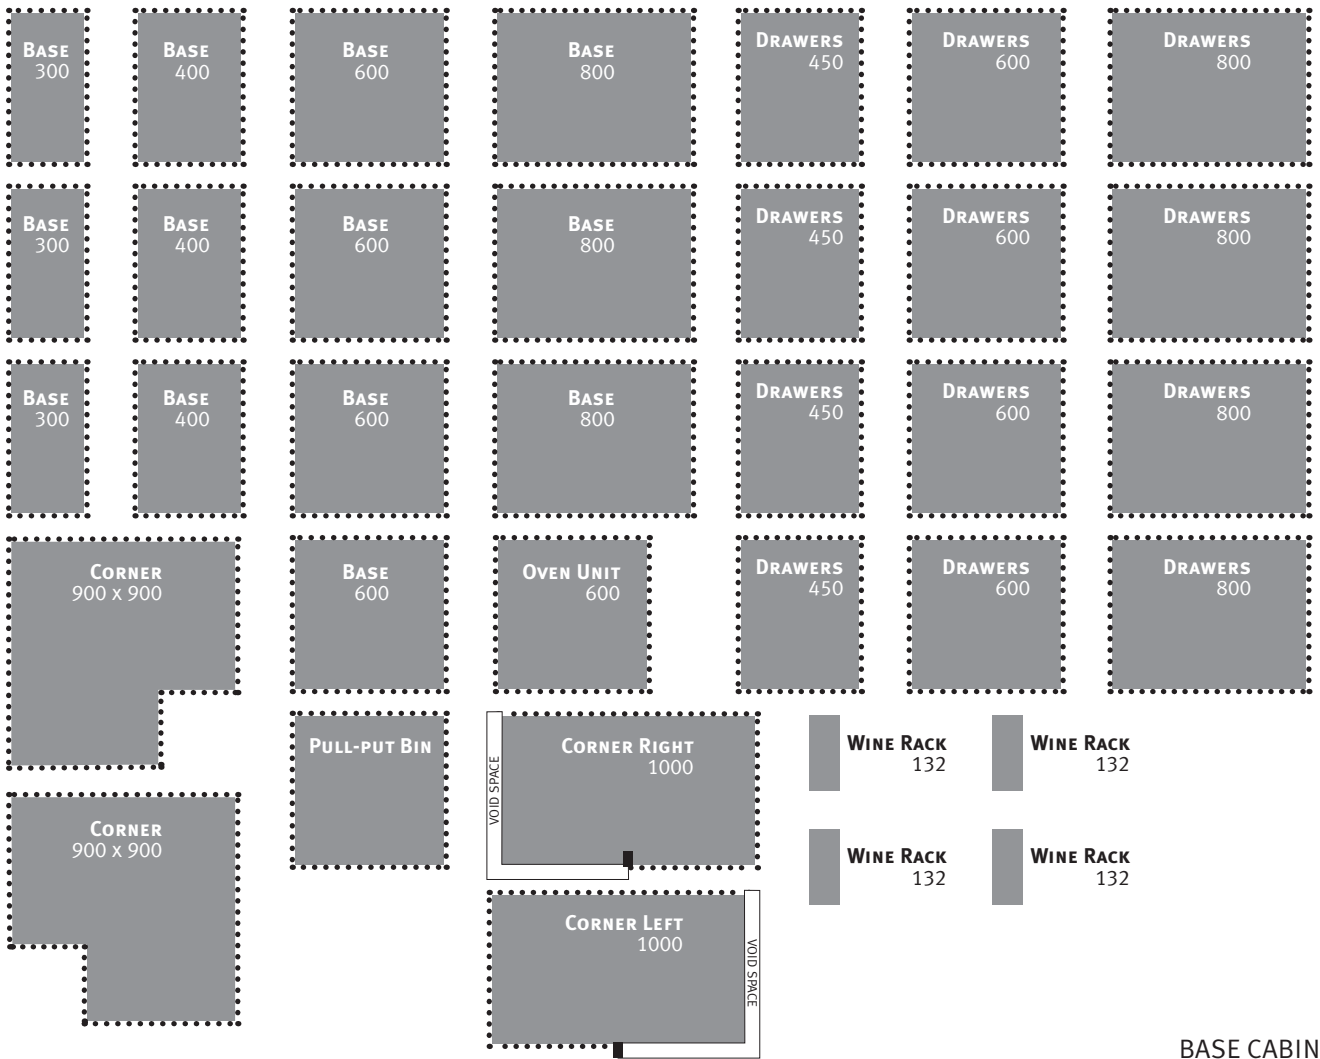 BASE
300
BASE
400
BASE
600
BASE
800
DRAWERS
450
DRAWERS
600
DRAWERS
800
BASE
300
BASE
400
BASE
600
BASE
800
DRAWERS
450
DRAWERS
600
DRAWERS
800
BASE
300
BASE
400
BASE
600
BASE
800
DRAWERS
450
DRAWERS
600
DRAWERS
800
CORNER
900 x 900
BASE
600
OVEN UNIT
600
DRAWERS
450
DRAWERS
600
DRAWERS
800
PULL-PUT BIN
VOID SPACE
CORNER RIGHT
1000
WINE RACK
132
WINE RACK
132
CORNER
900 x 900
WINE RACK
132
WINE RACK
132
CORNER LEFT
1000
VOID SPACE
BASE CABIN